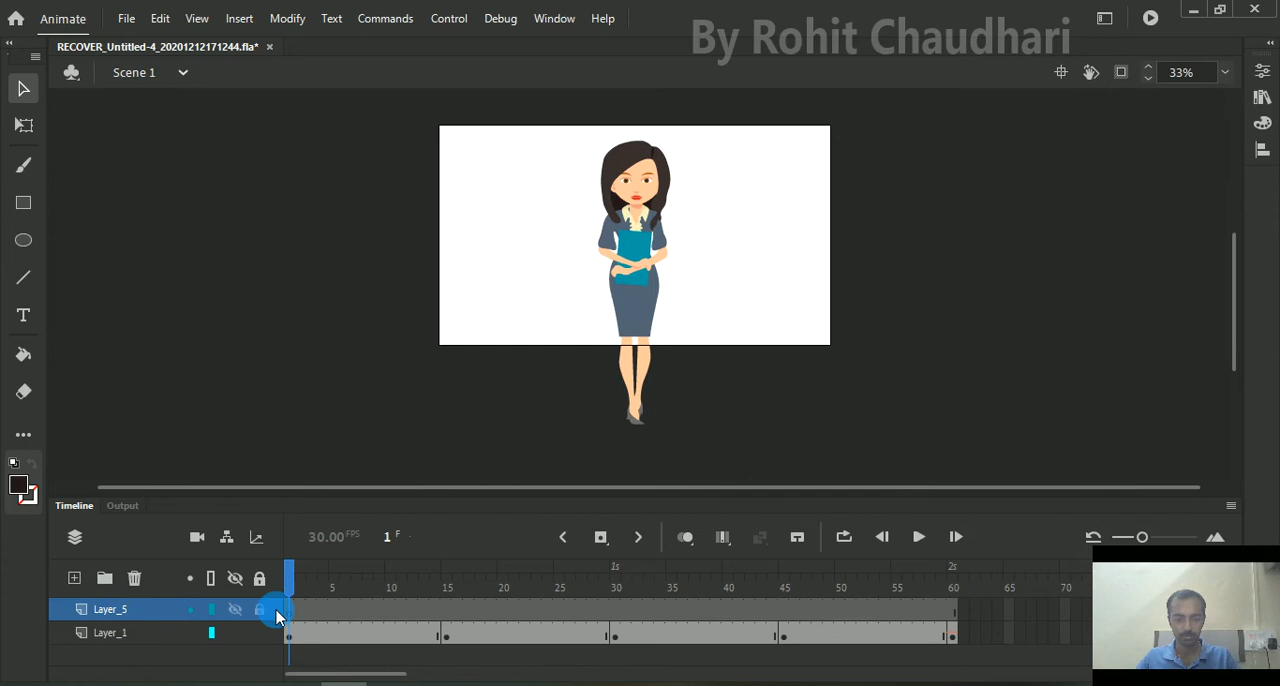 Animate File Edit View Insert Modify Text Commands Control Debug Window Help
By Rohit Chaudhari
RECOVER_Untitled-4_20201212171244.fla*
Scene 1
33%
Timeline Output
30.00 FPS 1 F
1s 2s
5 10 15 20 25 30 35 40 45 50 55 60 65 70
Layer_5
Layer_1